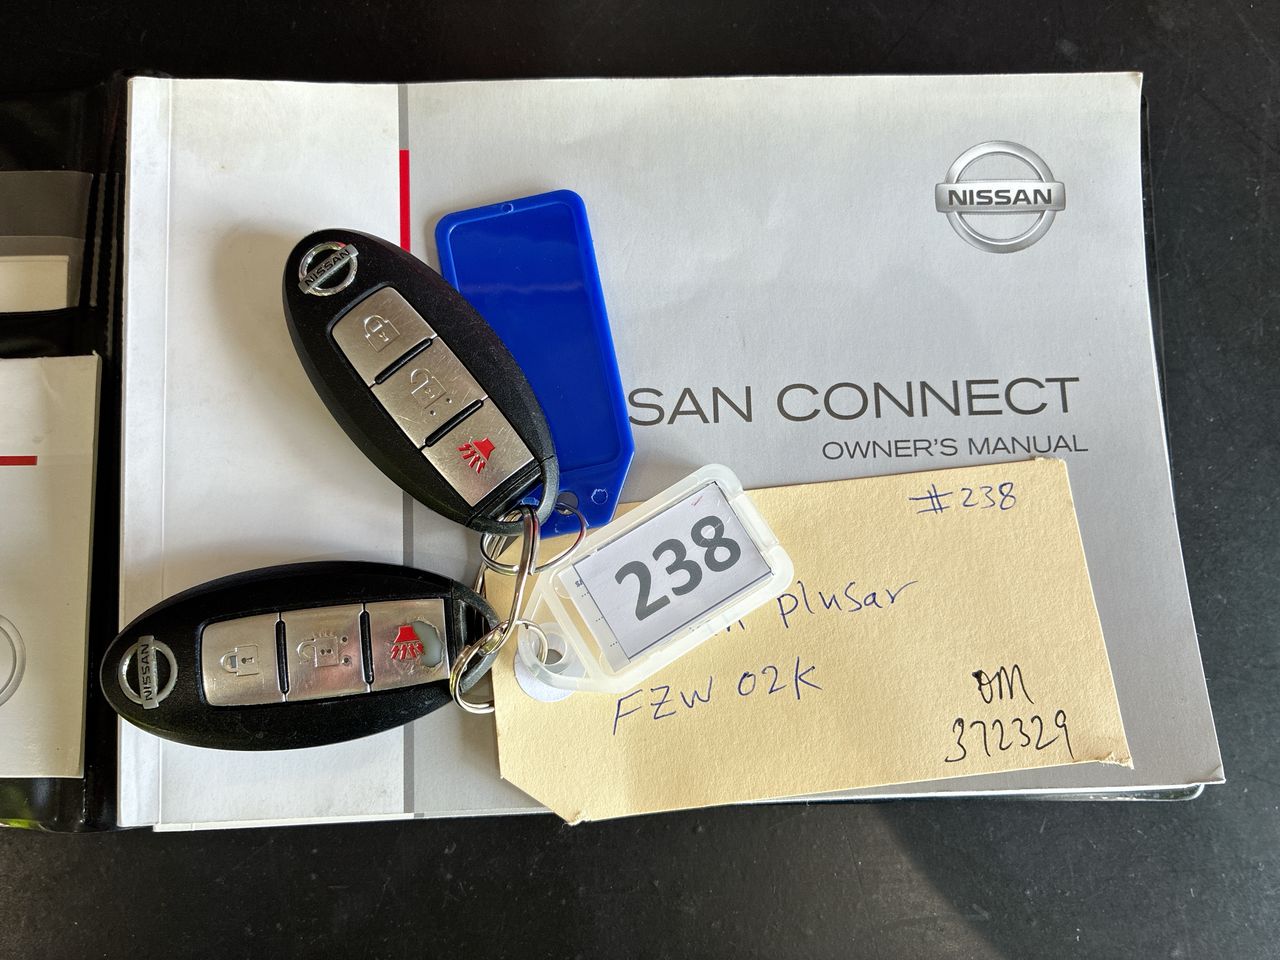 NISSAN
NISSAN
SAN CONNECT
OWNER'S MANUAL
#238
238
plusar
FZW 02K
OM
372329
NISSAN